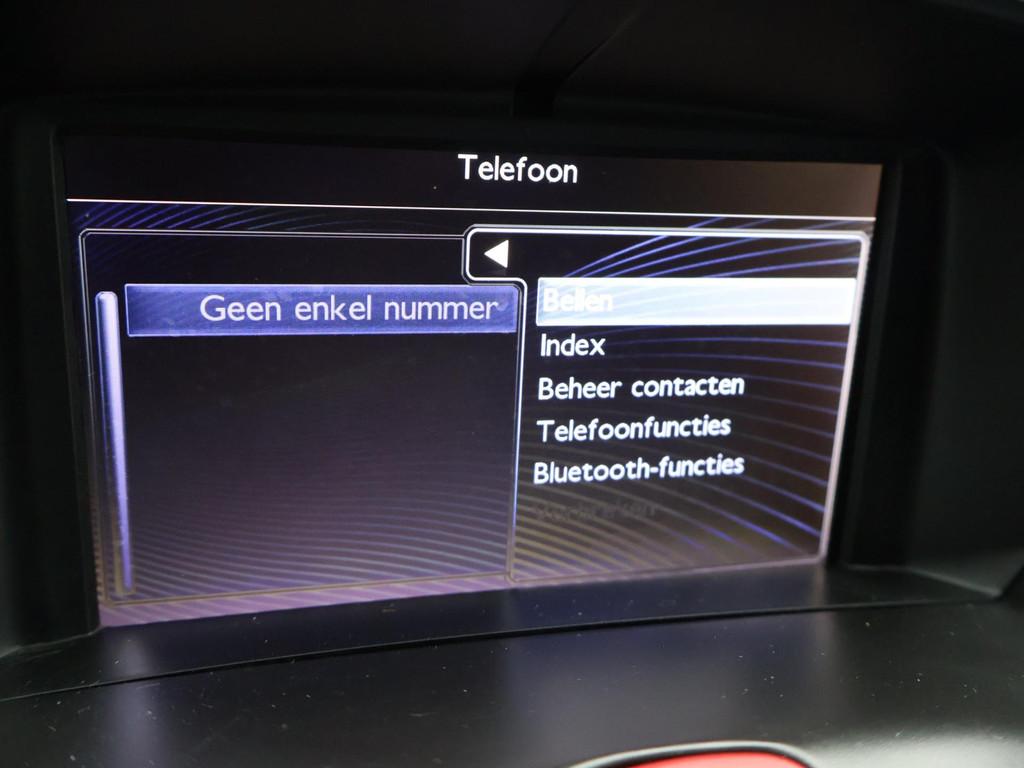 Telefoon
Geen enkel nummer
Bellen
Index
Beheer contacten
Telefoonfuncties
Bluetooth-functies